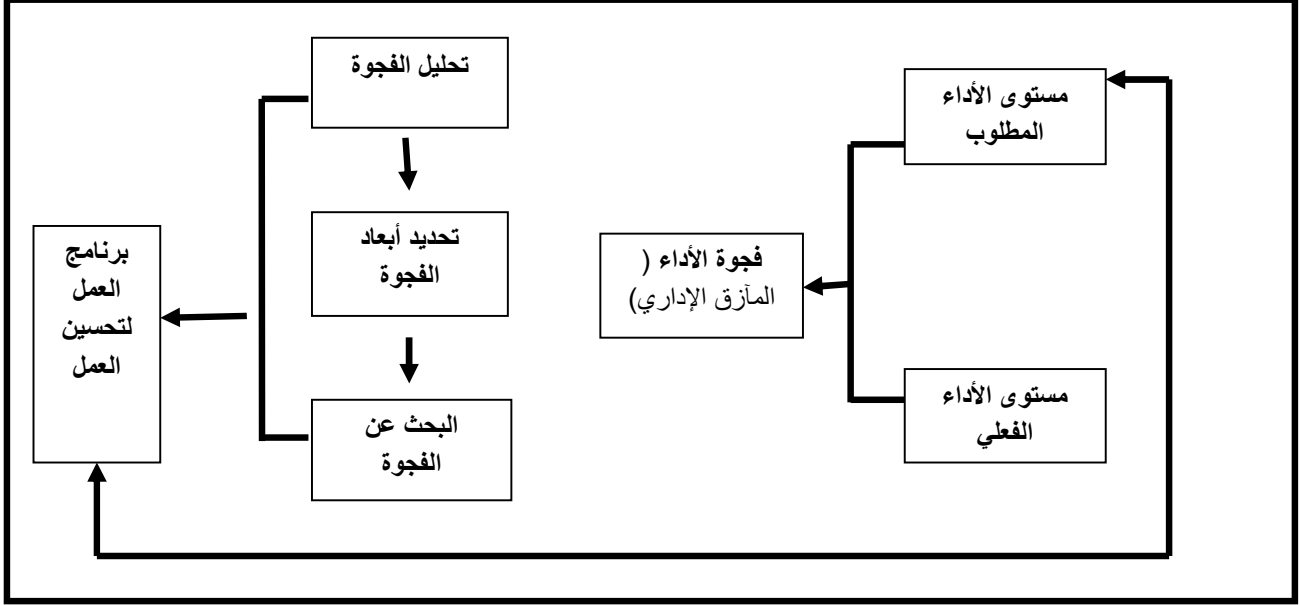 مستوى الأداء
المطلوب
مستوى الأداء
الفعلي
فجوة الأداء (
المآزق الإداري)
تحليل الفجوة
تحديد أبعاد
الفجوة
البحث عن
الفجوة
برنامج
العمل
لتحسين
العمل